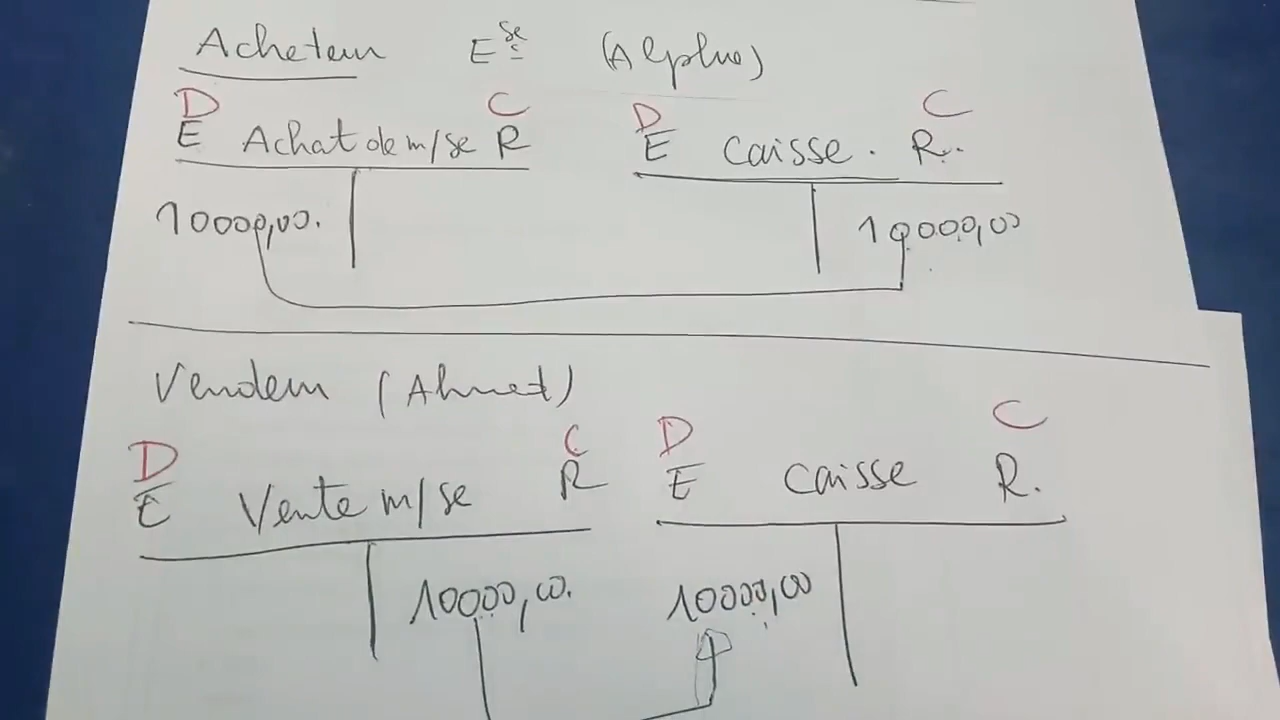 Acheteur Ese (Alpha)
D C D C
E Achat de m/se R E Caisse. R.
10000,00. 10000,00
Vendeur (Ahmed)
D C D C
E Vente m/se R E Caisse R.
10000,00. 10000,00